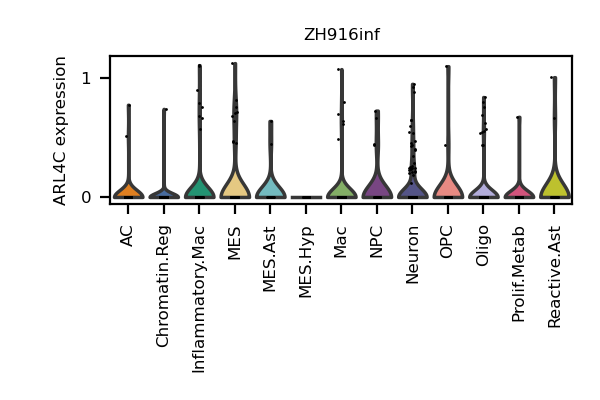 ZH916inf
ARL4C expression
1
0
AC
Chromatin.Reg
Inflammatory.Mac
MES
MES.Ast
MES.Hyp
Mac
NPC
Neuron
OPC
Oligo
Prolif.Metab
Reactive.Ast